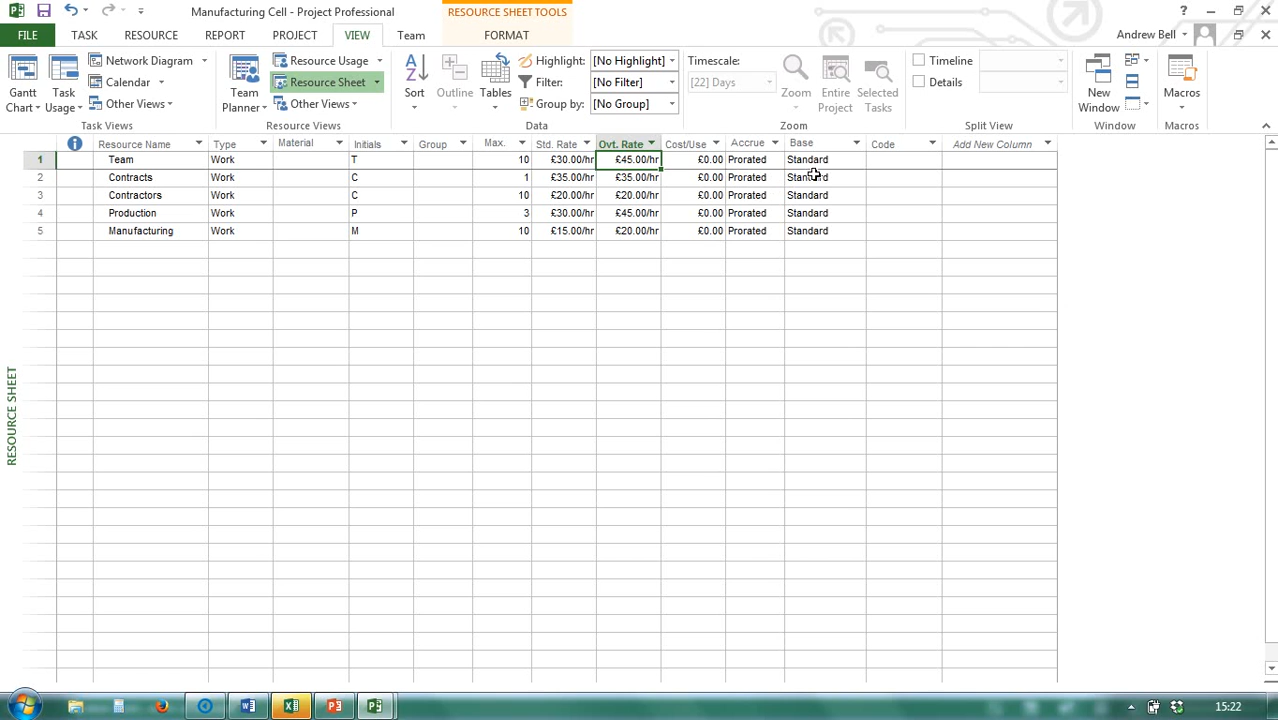 Manufacturing Cell - Project Professional
RESOURCE SHEET TOOLS
FILE TASK RESOURCE REPORT PROJECT VIEW Team FORMAT Andrew Bell
Gantt Chart
Task Usage
Network Diagram
Calendar
Other Views
Task Views
Team Planner
Resource Usage
Resource Sheet
Other Views
Resource Views
Sort
Outline
Tables
Highlight: [No Highlight]
Filter: [No Filter]
Group by: [No Group]
Data
Timescale:
[22] Days
Zoom
Entire Project
Selected Tasks
Zoom
Timeline
Details
Split View
New Window
Window
Macros
Macros
Resource Name Type Material Initials Group Max. Std. Rate Ovt. Rate Cost/Use Accrue Base Code Add New Column
1 Team Work T 10 £30.00/hr £45.00/hr £0.00 Prorated Standard
2 Contracts Work C 1 £35.00/hr £35.00/hr £0.00 Prorated Standard
3 Contractors Work C 10 £20.00/hr £20.00/hr £0.00 Prorated Standard
4 Production Work P 3 £30.00/hr £45.00/hr £0.00 Prorated Standard
5 Manufacturing Work M 10 £15.00/hr £20.00/hr £0.00 Prorated Standard
RESOURCE SHEET
15:22